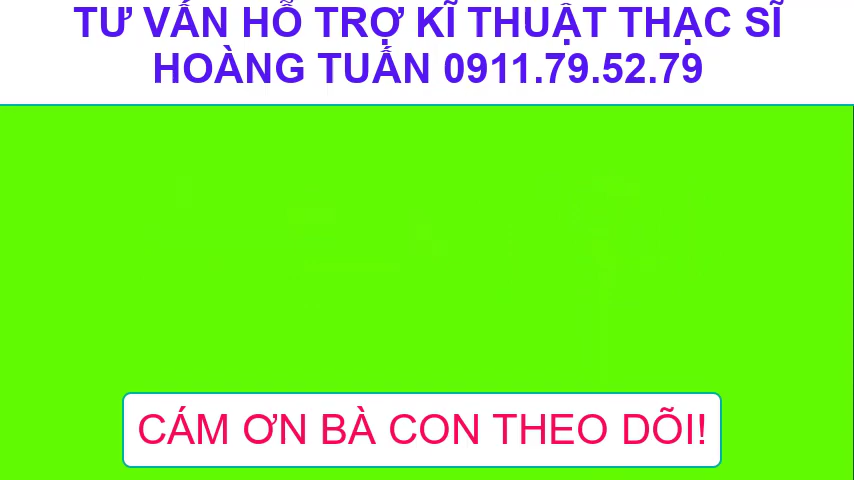 TƯ VẤN HỖ TRỢ KĨ THUẬT THẠC SĨ
HOÀNG TUẤN 0911.79.52.79
CÁM ƠN BÀ CON THEO DÕI!